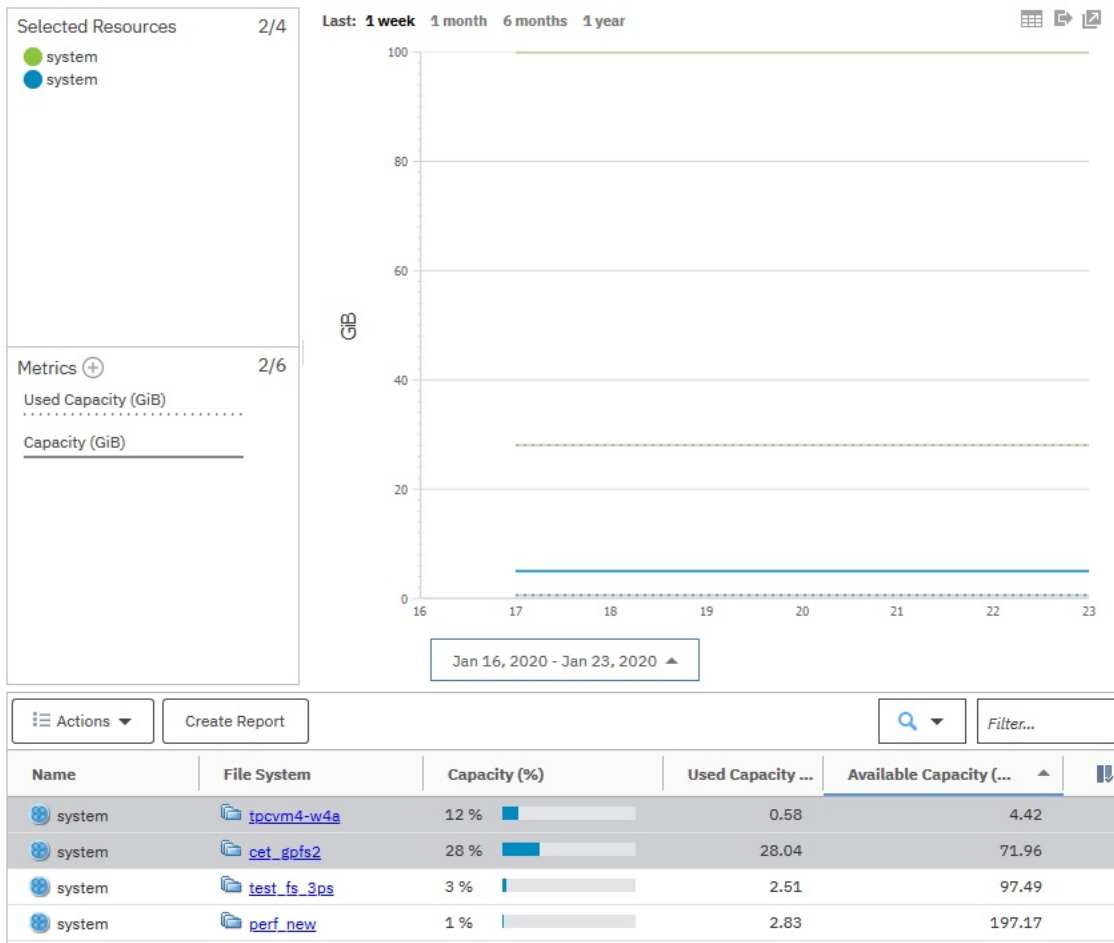 Selected Resources 2/4
system
system
Metrics 2/6
Used Capacity (GiB)
Capacity (GiB)
Last: 1 week 1 month 6 months 1 year
100
80
60
40
20
0
GiB
16 17 18 19 20 21 22 23
Jan 16, 2020 - Jan 23, 2020
Actions Create Report Filter...
Name File System Capacity (%) Used Capacity ... Available Capacity (...
system tpcvm4-w4a 12 % 0.58 4.42
system cet_gpfs2 28 % 28.04 71.96
system test_fs_3ps 3 % 2.51 97.49
system perf_new 1 % 2.83 197.17